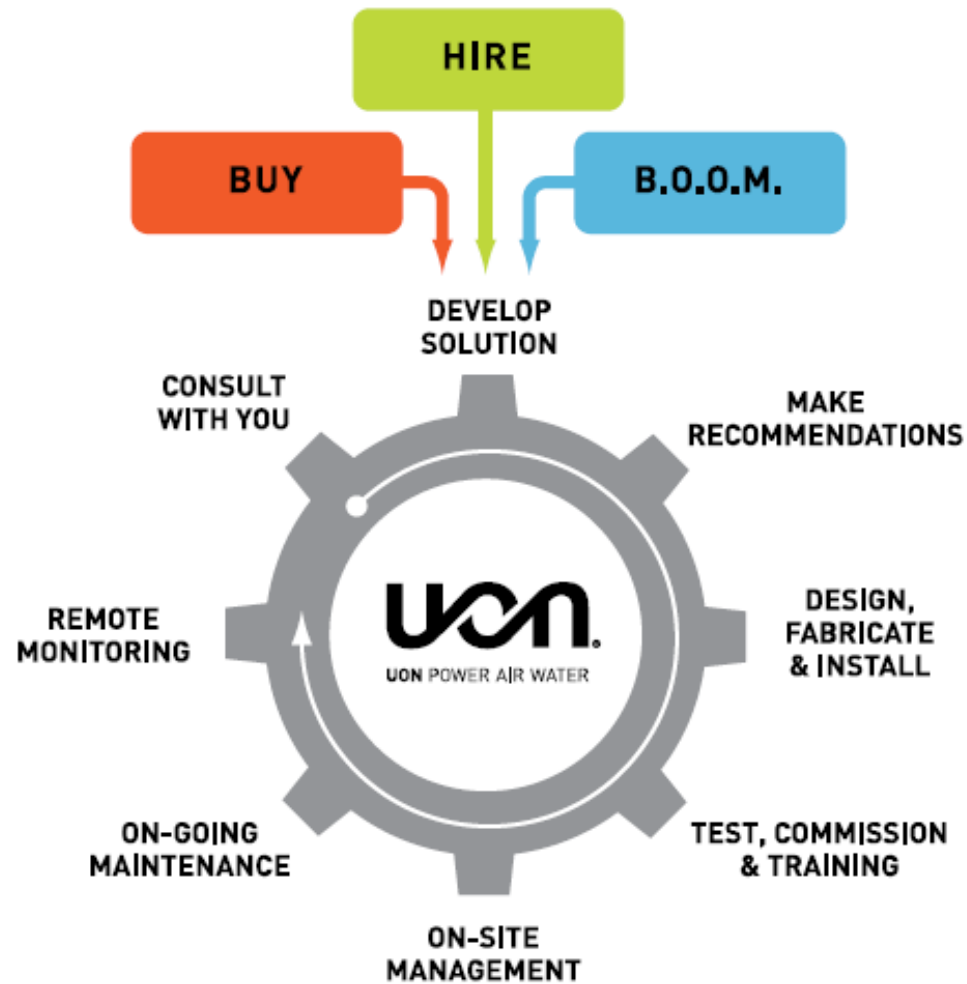 HIRE
BUY
B.O.O.M.
DEVELOP
SOLUTION
CONSULT
WITH YOU
MAKE
RECOMMENDATIONS
UON.
UON POWER AIR WATER
REMOTE
MONITORING
DESIGN,
FABRICATE
& INSTALL
ON-GOING
MAINTENANCE
TEST, COMMISSION
& TRAINING
ON-SITE
MANAGEMENT